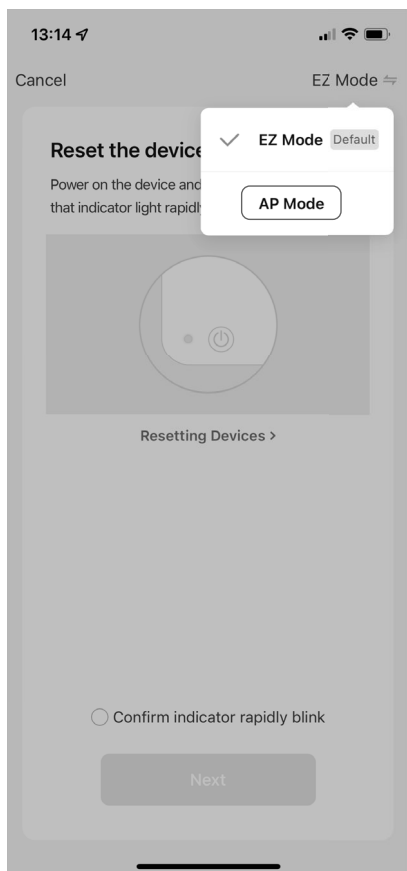 13:14
Cancel
EZ Mode
EZ Mode Default
AP Mode
Reset the device
Power on the device and
that indicator light rapidl
Resetting Devices >
Confirm indicator rapidly blink
Next